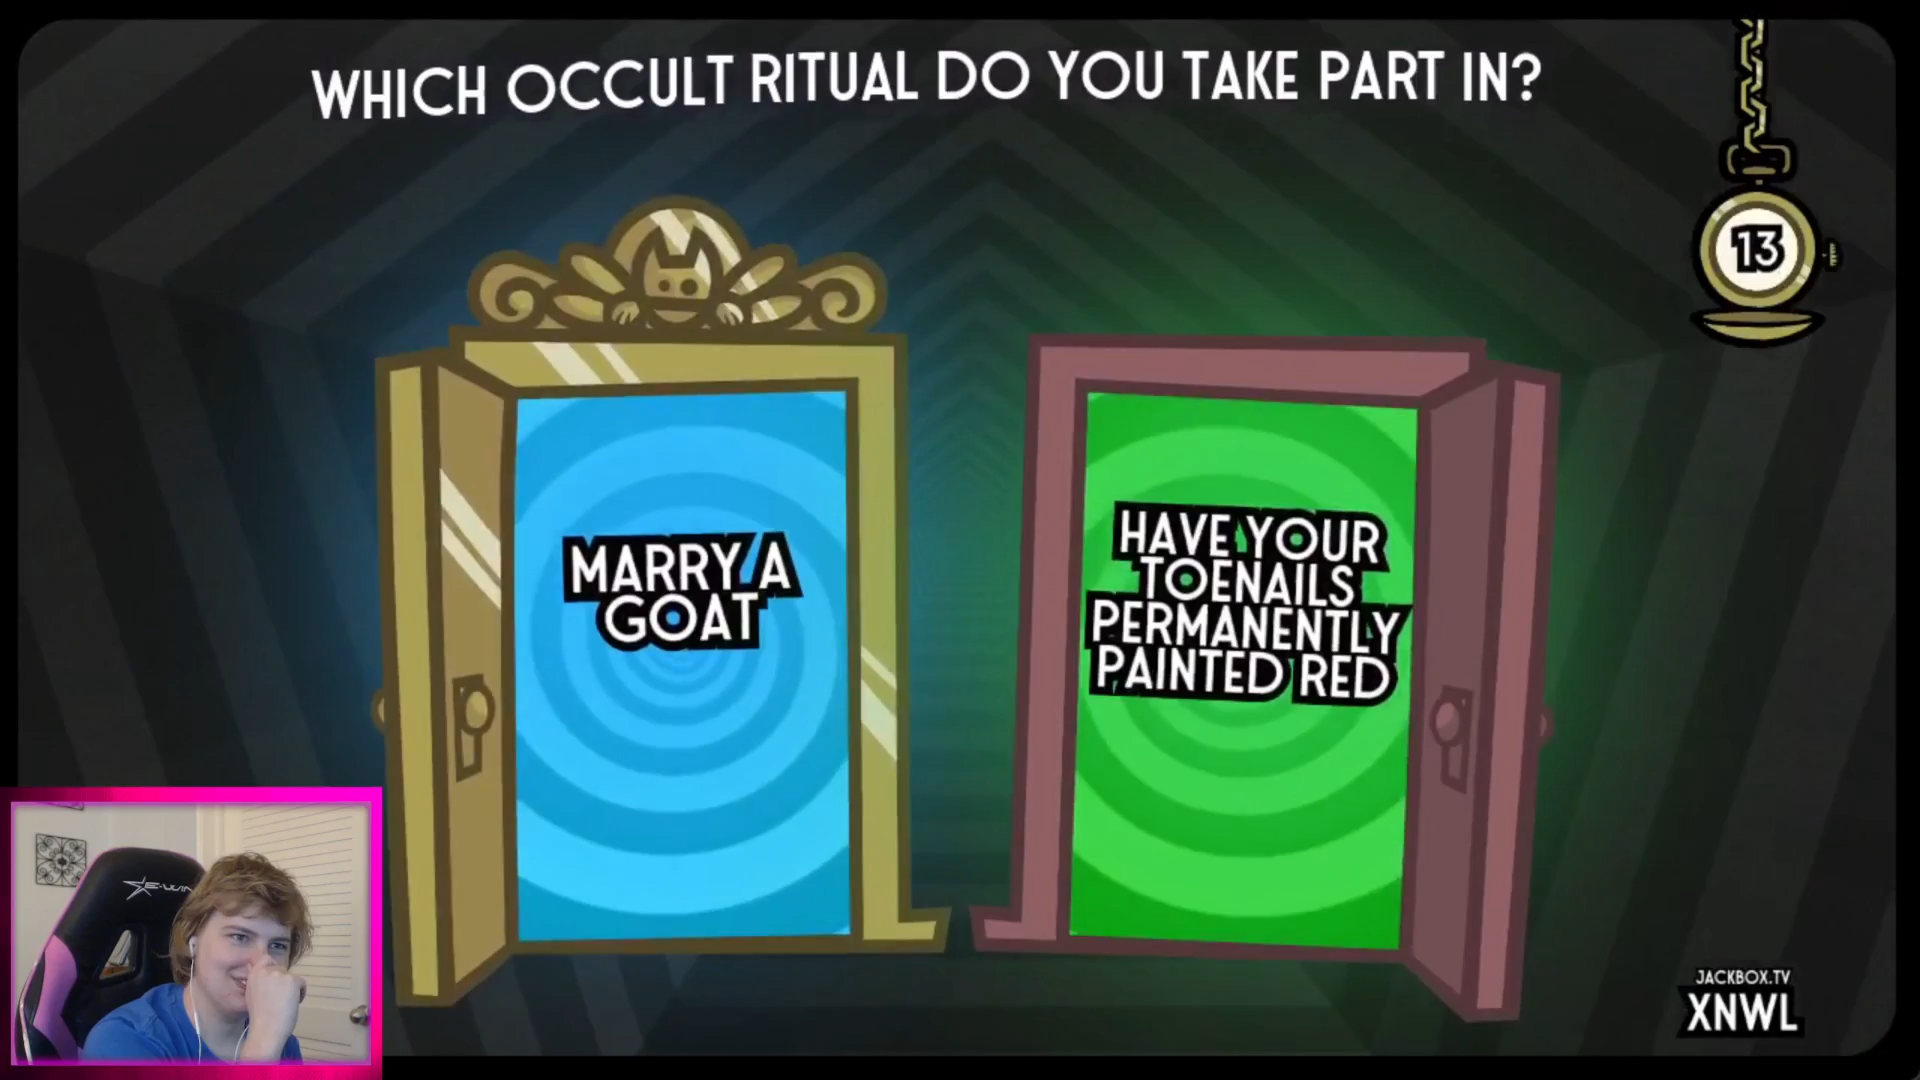 WHICH OCCULT RITUAL DO YOU TAKE PART IN?
13
MARRY A
GOAT
HAVE YOUR
TOENAILS
PERMANENTLY
PAINTED RED
E-WIN
JACKBOX.TV
XNWL